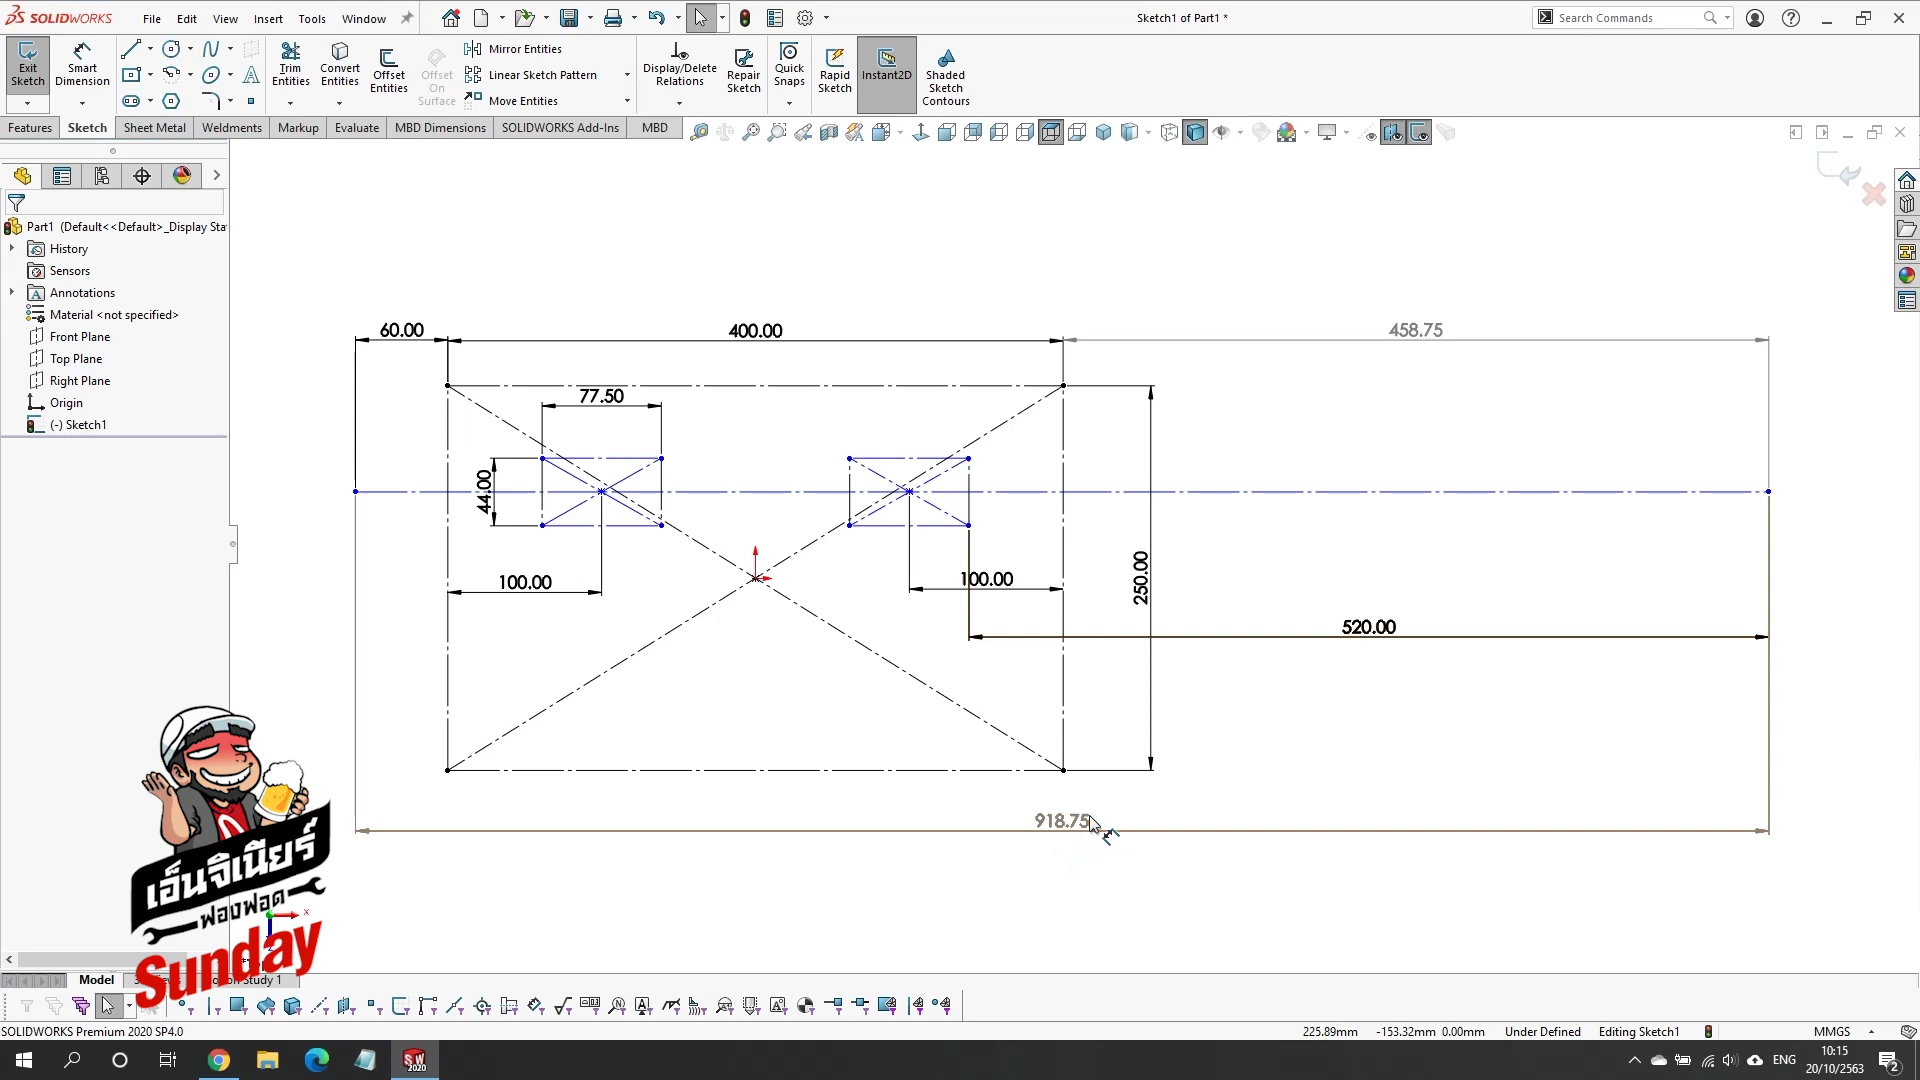 SOLIDWORKS
File Edit View Insert Tools Window
Sketch1 of Part1 *
Search Commands
Exit Sketch
Smart Dimension
Trim Entities
Convert Entities
Offset Entities
Offset On Surface
Mirror Entities
Linear Sketch Pattern
Move Entities
Display/Delete Relations
Repair Sketch
Quick Snaps
Rapid Sketch
Instant2D
Shaded Sketch Contours
Features Sketch Sheet Metal Weldments Markup Evaluate MBD Dimensions SOLIDWORKS Add-Ins MBD
Part1 (Default<<Default>_Display Sta
History
Sensors
Annotations
Material <not specified>
Front Plane
Top Plane
Right Plane
Origin
(-) Sketch1
60.00
400.00
458.75
77.50
44.00
100.00
100.00
250.00
520.00
918.75
เอ็นจิเนียร์
ฟองฟอด
Sunday
x
Model
Study 1
SOLIDWORKS Premium 2020 SP4.0
225.89mm -153.32mm 0.00mm Under Defined Editing Sketch1 MMGS
SW 2020
ENG
10:15
20/10/2563
2